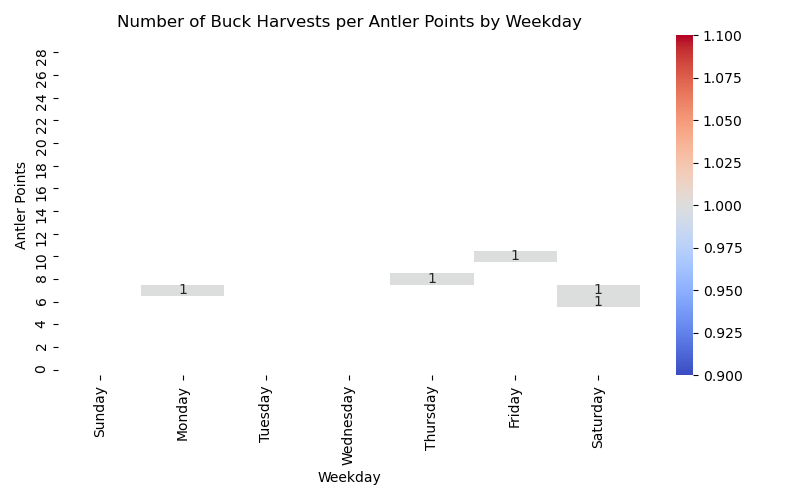 Number of Buck Harvests per Antler Points by Weekday
Antler Points
28
26
24
22
20
18
16
14
12
10
8
6
4
2
0
1
1
1
1
1
Sunday
Monday
Tuesday
Wednesday
Thursday
Friday
Saturday
Weekday
1.100
1.075
1.050
1.025
1.000
0.975
0.950
0.925
0.900